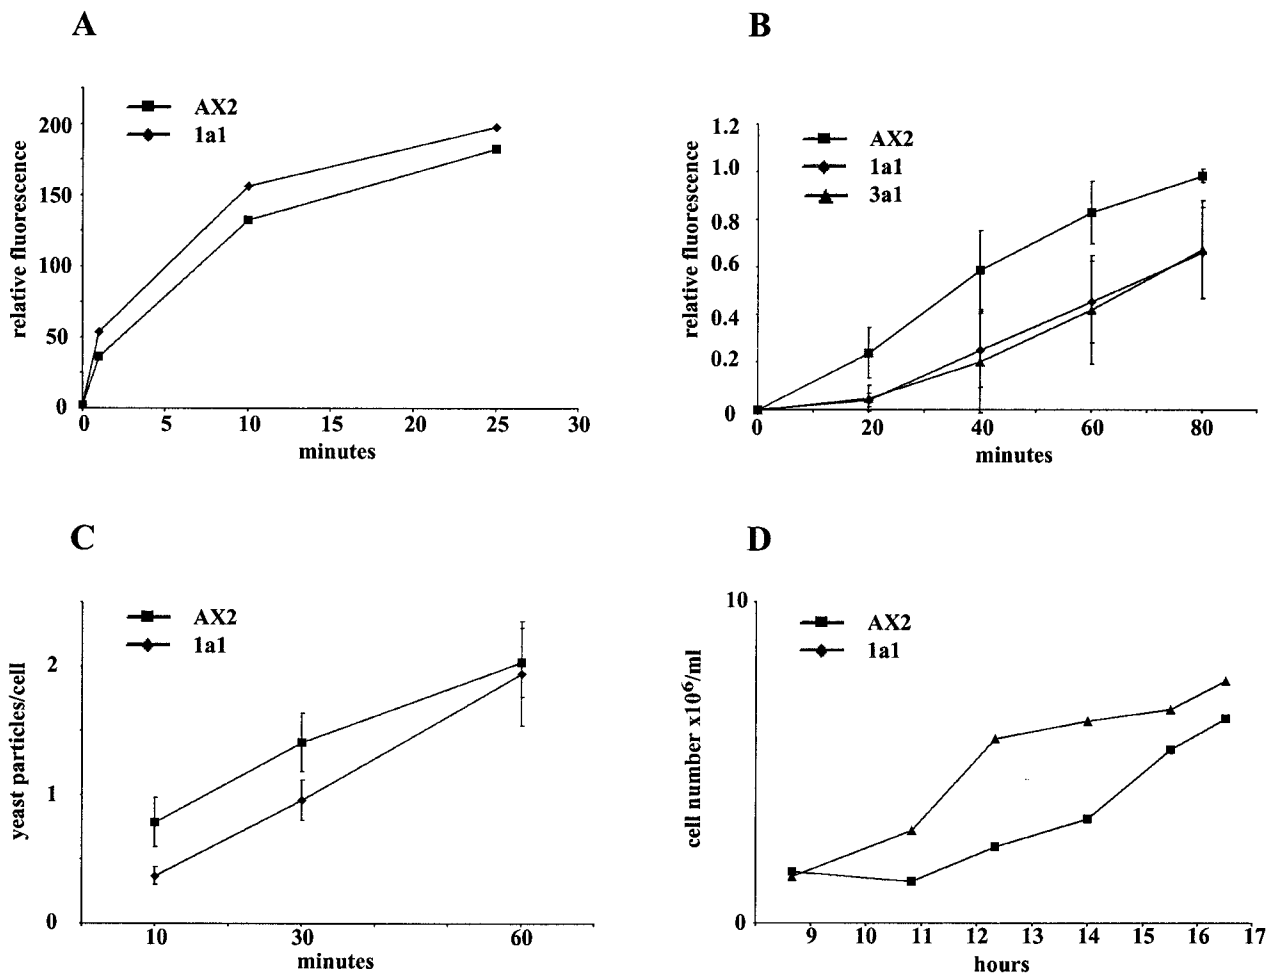 A
AX2
1a1
relative fluorescence
200
150
100
50
0
0 5 10 15 20 25 30
minutes
B
AX2
1a1
3a1
relative fluorescence
1.2
1.0
0.8
0.6
0.4
0.2
0
0 20 40 60 80
minutes
C
AX2
1a1
yeast particles/cell
2
1
0
10 30 60
minutes
D
AX2
1a1
cell number x10⁶/ml
10
0
9 10 11 12 13 14 15 16 17
hours